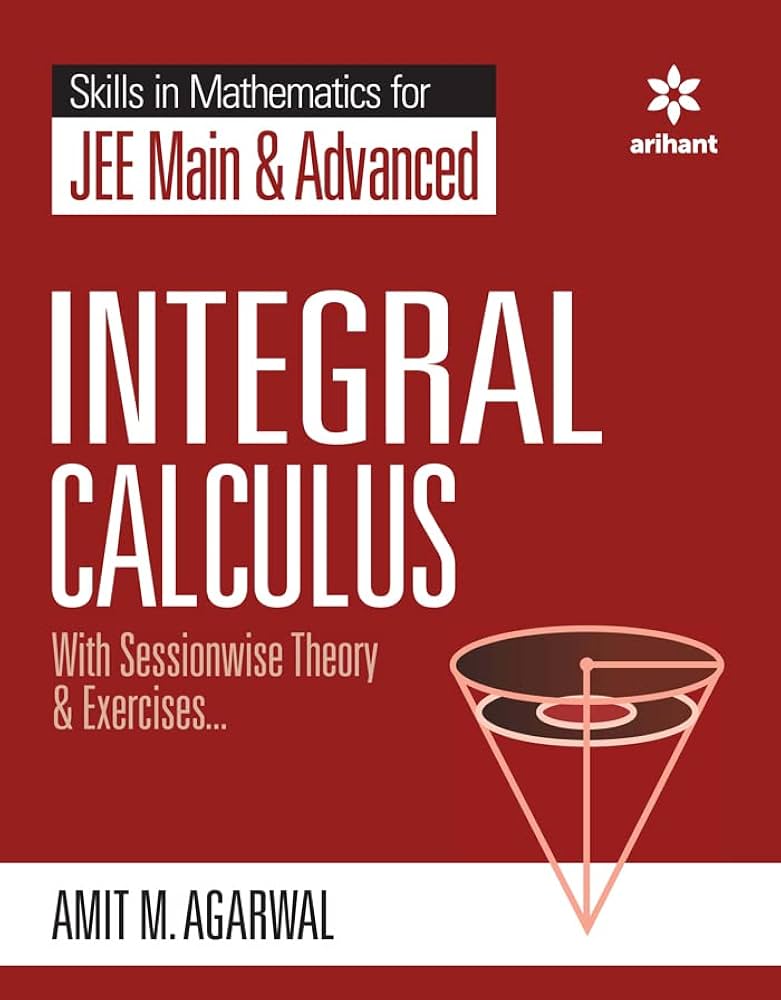 Skills in Mathematics for
JEE Main & Advanced
arihant
INTEGRAL
CALCULUS
With Sessionwise Theory
& Exercises...
AMIT M. AGARWAL